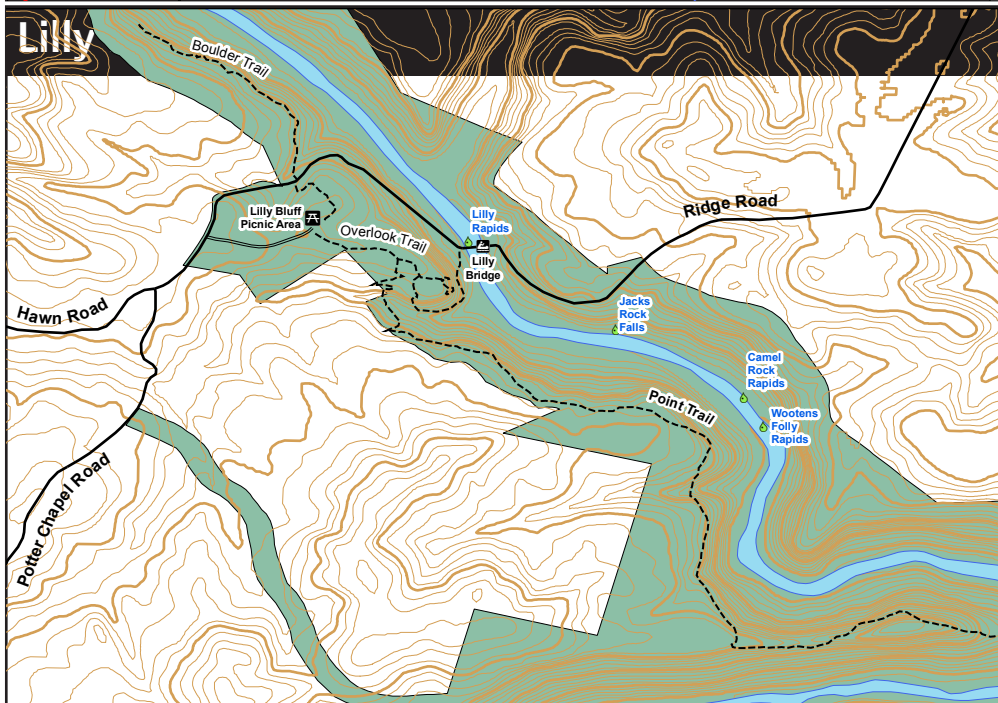 Lilly
Boulder Trail
Lilly Bluff
Picnic Area
Overlook Trail
Lilly
Rapids
Lilly
Bridge
Ridge Road
Hawn Road
Jacks
Rock
Falls
Camel
Rock
Rapids
Wootens
Folly
Rapids
Point Trail
Potter Chapel Road